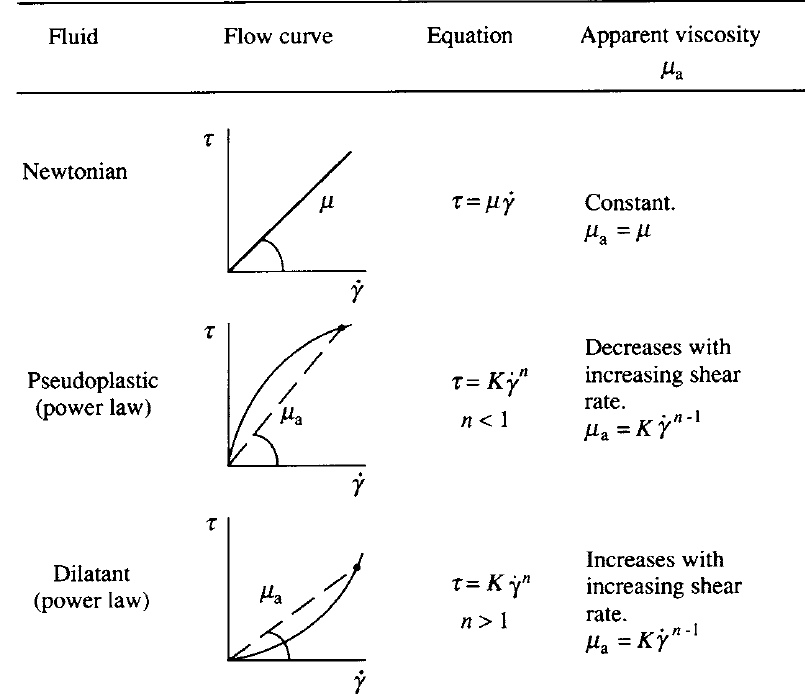 Fluid Flow curve Equation Apparent viscosity
μₐ
τ
Newtonian
μ
τ = μγ̇
Constant.
μₐ = μ
γ̇
τ
Pseudoplastic
(power law)
μₐ
τ = Kγ̇ⁿ
n < 1
Decreases with
increasing shear
rate.
μₐ = Kγ̇ⁿ⁻¹
γ̇
τ
Dilatant
(power law)
μₐ
τ = Kγ̇ⁿ
n > 1
Increases with
increasing shear
rate.
μₐ = Kγ̇ⁿ⁻¹
γ̇